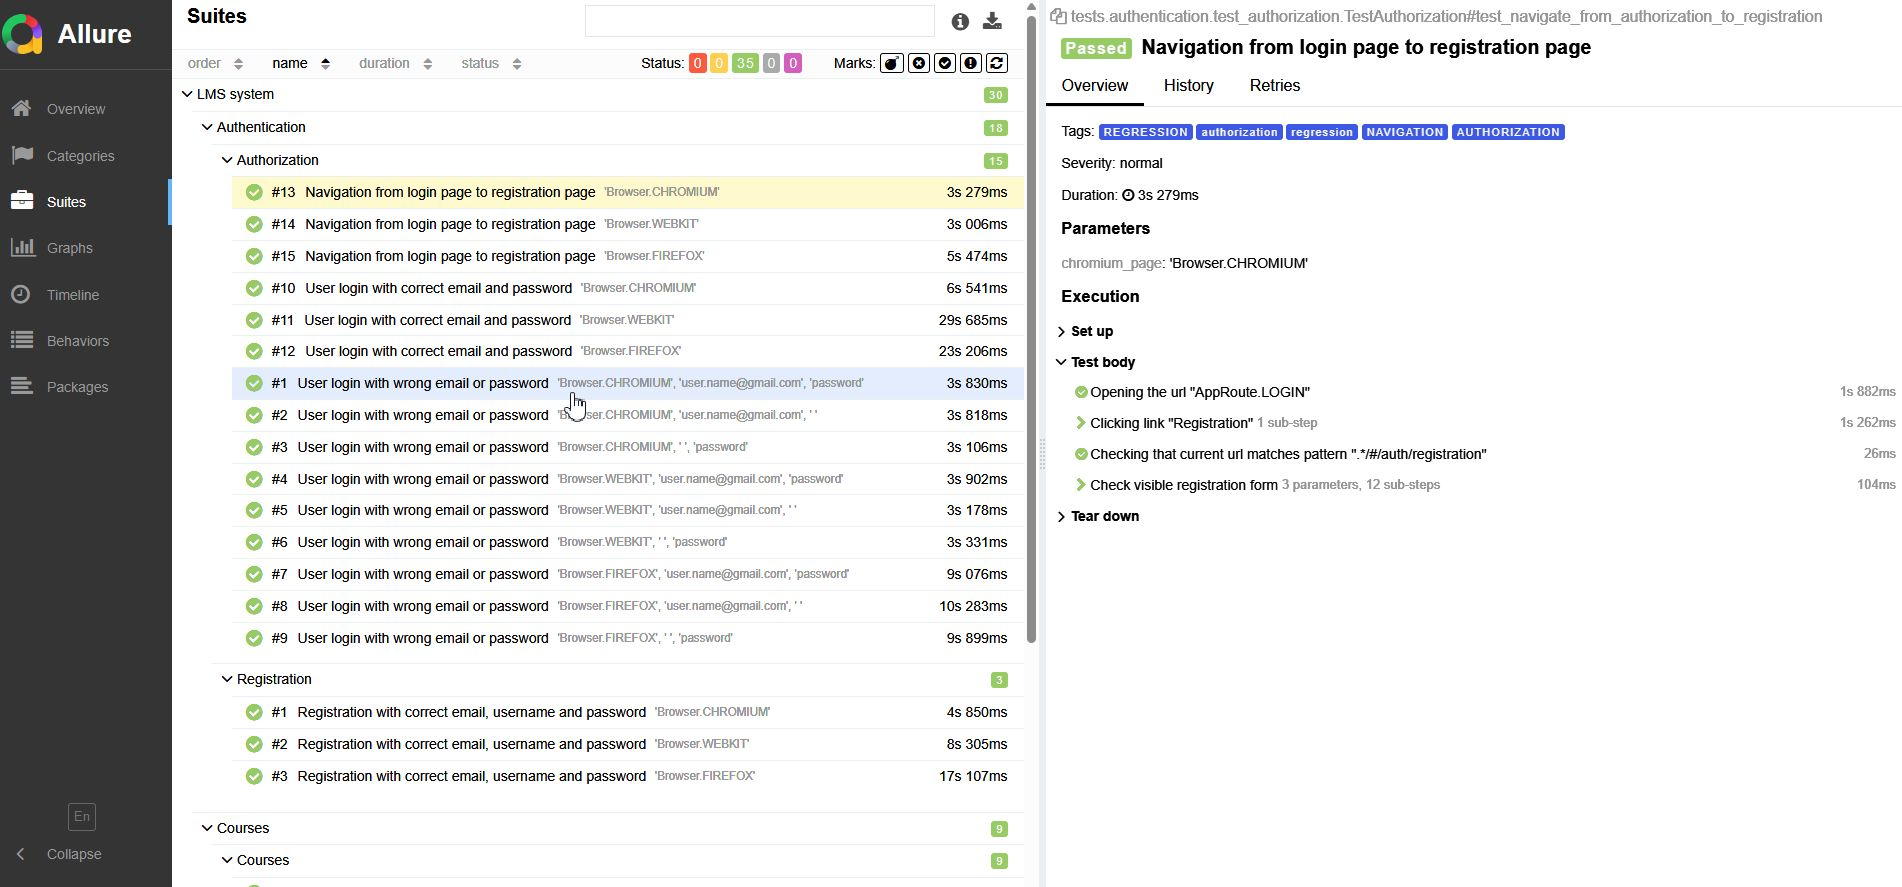 Allure
Overview
Categories
Suites
Graphs
Timeline
Behaviors
Packages
En
Collapse
Suites
order name duration status Status: 0 0 35 0 0 Marks:
LMS system 30
Authentication 18
Authorization 15
#13 Navigation from login page to registration page 'Browser.CHROMIUM' 3s 279ms
#14 Navigation from login page to registration page 'Browser.WEBKIT' 3s 006ms
#15 Navigation from login page to registration page 'Browser.FIREFOX' 5s 474ms
#10 User login with correct email and password 'Browser.CHROMIUM' 6s 541ms
#11 User login with correct email and password 'Browser.WEBKIT' 29s 685ms
#12 User login with correct email and password 'Browser.FIREFOX' 23s 206ms
#1 User login with wrong email or password 'Browser.CHROMIUM', 'user.name@gmail.com', 'password' 3s 830ms
#2 User login with wrong email or password 'Browser.CHROMIUM', 'user.name@gmail.com', ' ' 3s 818ms
#3 User login with wrong email or password 'Browser.CHROMIUM', ' ', 'password' 3s 106ms
#4 User login with wrong email or password 'Browser.WEBKIT', 'user.name@gmail.com', 'password' 3s 902ms
#5 User login with wrong email or password 'Browser.WEBKIT', 'user.name@gmail.com', ' ' 3s 178ms
#6 User login with wrong email or password 'Browser.WEBKIT', ' ', 'password' 3s 331ms
#7 User login with wrong email or password 'Browser.FIREFOX', 'user.name@gmail.com', 'password' 9s 076ms
#8 User login with wrong email or password 'Browser.FIREFOX', 'user.name@gmail.com', ' ' 10s 283ms
#9 User login with wrong email or password 'Browser.FIREFOX', ' ', 'password' 9s 899ms
Registration 3
#1 Registration with correct email, username and password 'Browser.CHROMIUM' 4s 850ms
#2 Registration with correct email, username and password 'Browser.WEBKIT' 8s 305ms
#3 Registration with correct email, username and password 'Browser.FIREFOX' 17s 107ms
Courses 9
Courses 9
tests.authentication.test_authorization.TestAuthorization#test_navigate_from_authorization_to_registration
Passed Navigation from login page to registration page
Overview History Retries
Tags: REGRESSION authorization regression NAVIGATION AUTHORIZATION
Severity: normal
Duration: 3s 279ms
Parameters
chromium_page: 'Browser.CHROMIUM'
Execution
Set up
Test body
Opening the url "AppRoute.LOGIN" 1s 882ms
Clicking link "Registration" 1 sub-step 1s 262ms
Checking that current url matches pattern ".*/#/auth/registration" 26ms
Check visible registration form 3 parameters, 12 sub-steps 104ms
Tear down